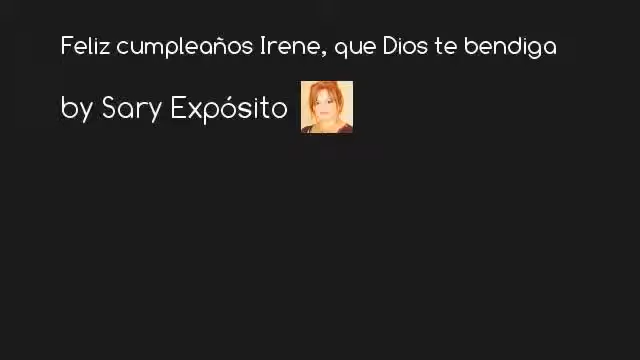 Feliz cumpleaños Irene, que Dios te bendiga
by Sary Expósito